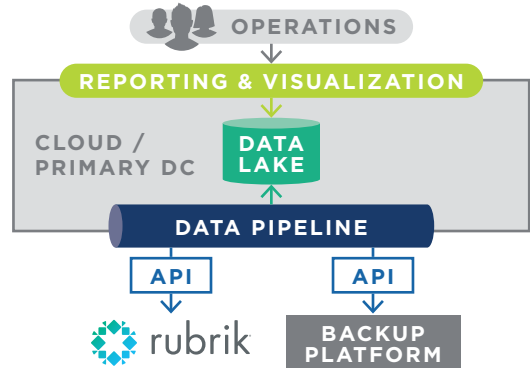 OPERATIONS
REPORTING & VISUALIZATION
CLOUD /
PRIMARY DC
DATA
LAKE
DATA PIPELINE
API
API
rubrik
BACKUP
PLATFORM